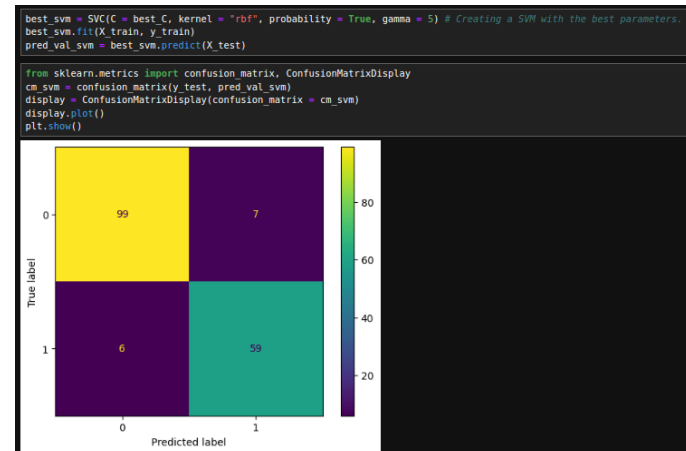 best_svm = SVC(C = best_C, kernel = "rbf", probability = True, gamma = 5) # Creating a SVM with the best parameters.
best_svm.fit(X_train, y_train)
pred_val_svm = best_svm.predict(X_test)
from sklearn.metrics import confusion_matrix, ConfusionMatrixDisplay
cm_svm = confusion_matrix(y_test, pred_val_svm)
display = ConfusionMatrixDisplay(confusion_matrix = cm_svm)
display.plot()
plt.show()
0
99
7
80
60
True label
40
1
6
59
20
0
1
Predicted label